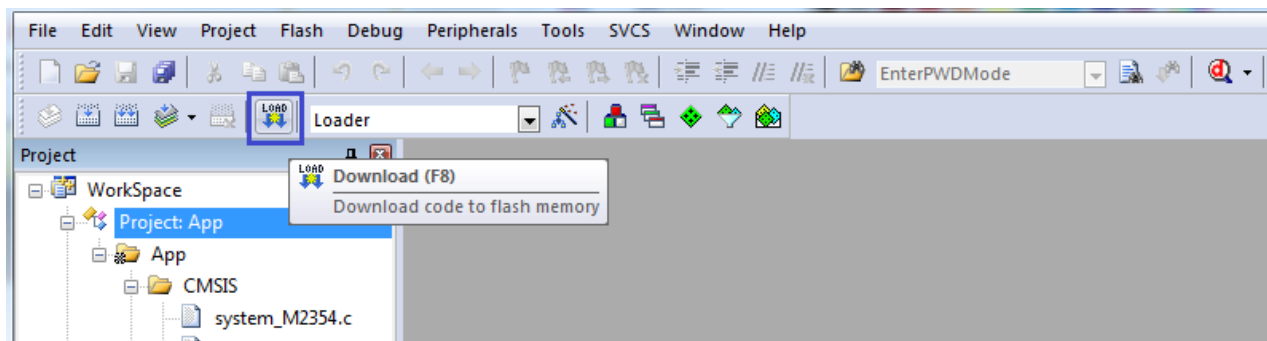 File Edit View Project Flash Debug Peripherals Tools SVCS Window Help
EnterPWDMode
LOAD Loader
Project
LOAD Download (F8)
Download code to flash memory
WorkSpace
Project: App
App
CMSIS
system_M2354.c